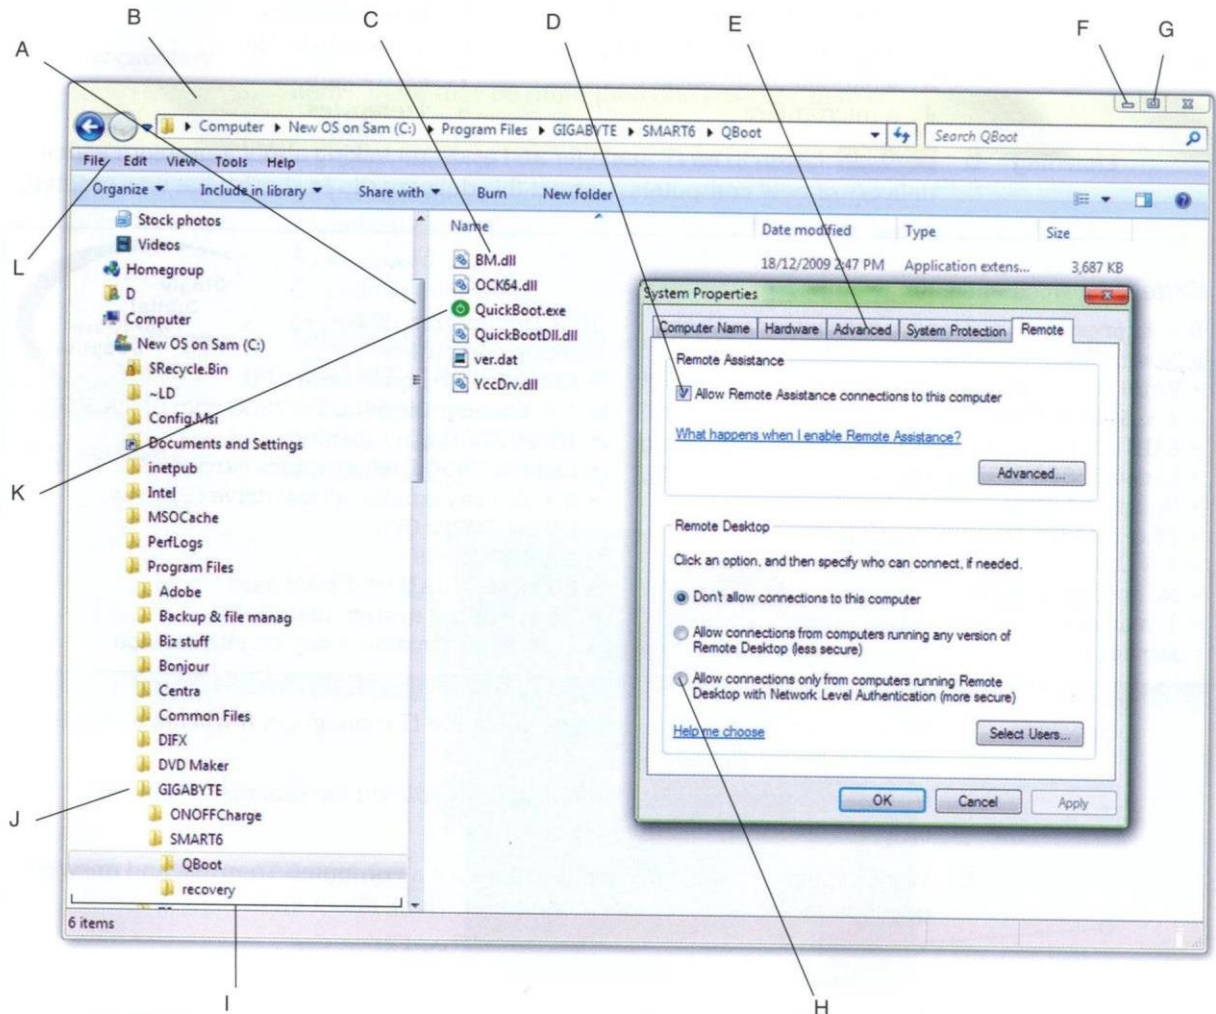 B
C
D
E
F
G
A
Computer ▸ New OS on Sam (C:) ▸ Program Files ▸ GIGABYTE ▸ SMART6 ▸ QBoot
Search QBoot
File Edit View Tools Help
Organize Include in library Share with Burn New folder
L
Stock photos
Videos
Homegroup
D
Computer
New OS on Sam (C:)
$Recycle.Bin
~LD
Config.Msi
Documents and Settings
inetpub
K
Intel
MSOCache
PerfLogs
Program Files
Adobe
Backup & file manag
Biz stuff
Bonjour
Centra
Common Files
DIFX
DVD Maker
J
GIGABYTE
ONOFFCharge
SMART6
QBoot
recovery
6 items
I
Name Date modified Type Size
BM.dll 18/12/2009 2:47 PM Application extens... 3,687 KB
OCK64.dll
QuickBoot.exe
QuickBootDll.dll
ver.dat
YccDrv.dll
System Properties
Computer Name Hardware Advanced System Protection Remote
Remote Assistance
Allow Remote Assistance connections to this computer
What happens when I enable Remote Assistance?
Advanced...
Remote Desktop
Click an option, and then specify who can connect, if needed.
Don't allow connections to this computer
Allow connections from computers running any version of
Remote Desktop (less secure)
Allow connections only from computers running Remote
Desktop with Network Level Authentication (more secure)
Help me choose
Select Users...
OK Cancel Apply
H